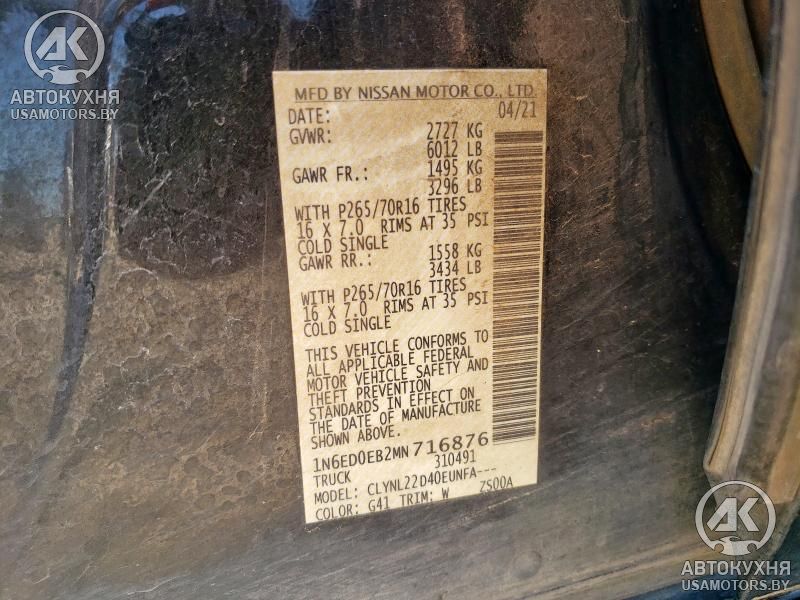 AK
АВТОКУХНЯ
USAMOTORS.BY
MFD BY NISSAN MOTOR CO., LTD.
DATE: 04/21
GVWR: 2727 KG
6012 LB
GAWR FR.: 1495 KG
3296 LB
WITH P265/70R16 TIRES
16 X 7.0 RIMS AT 35 PSI
COLD SINGLE
GAWR RR.: 1558 KG
3434 LB
WITH P265/70R16 TIRES
16 X 7.0 RIMS AT 35 PSI
COLD SINGLE
THIS VEHICLE CONFORMS TO
ALL APPLICABLE FEDERAL
MOTOR VEHICLE SAFETY AND
THEFT PREVENTION
STANDARDS IN EFFECT ON
THE DATE OF MANUFACTURE
SHOWN ABOVE.
1N6ED0EB2MN716876
TRUCK 310491
MODEL: CLYNL22D40EUNFA---
COLOR: G41 TRIM: W ZS00A
AK
АВТОКУХНЯ
USAMOTORS.BY